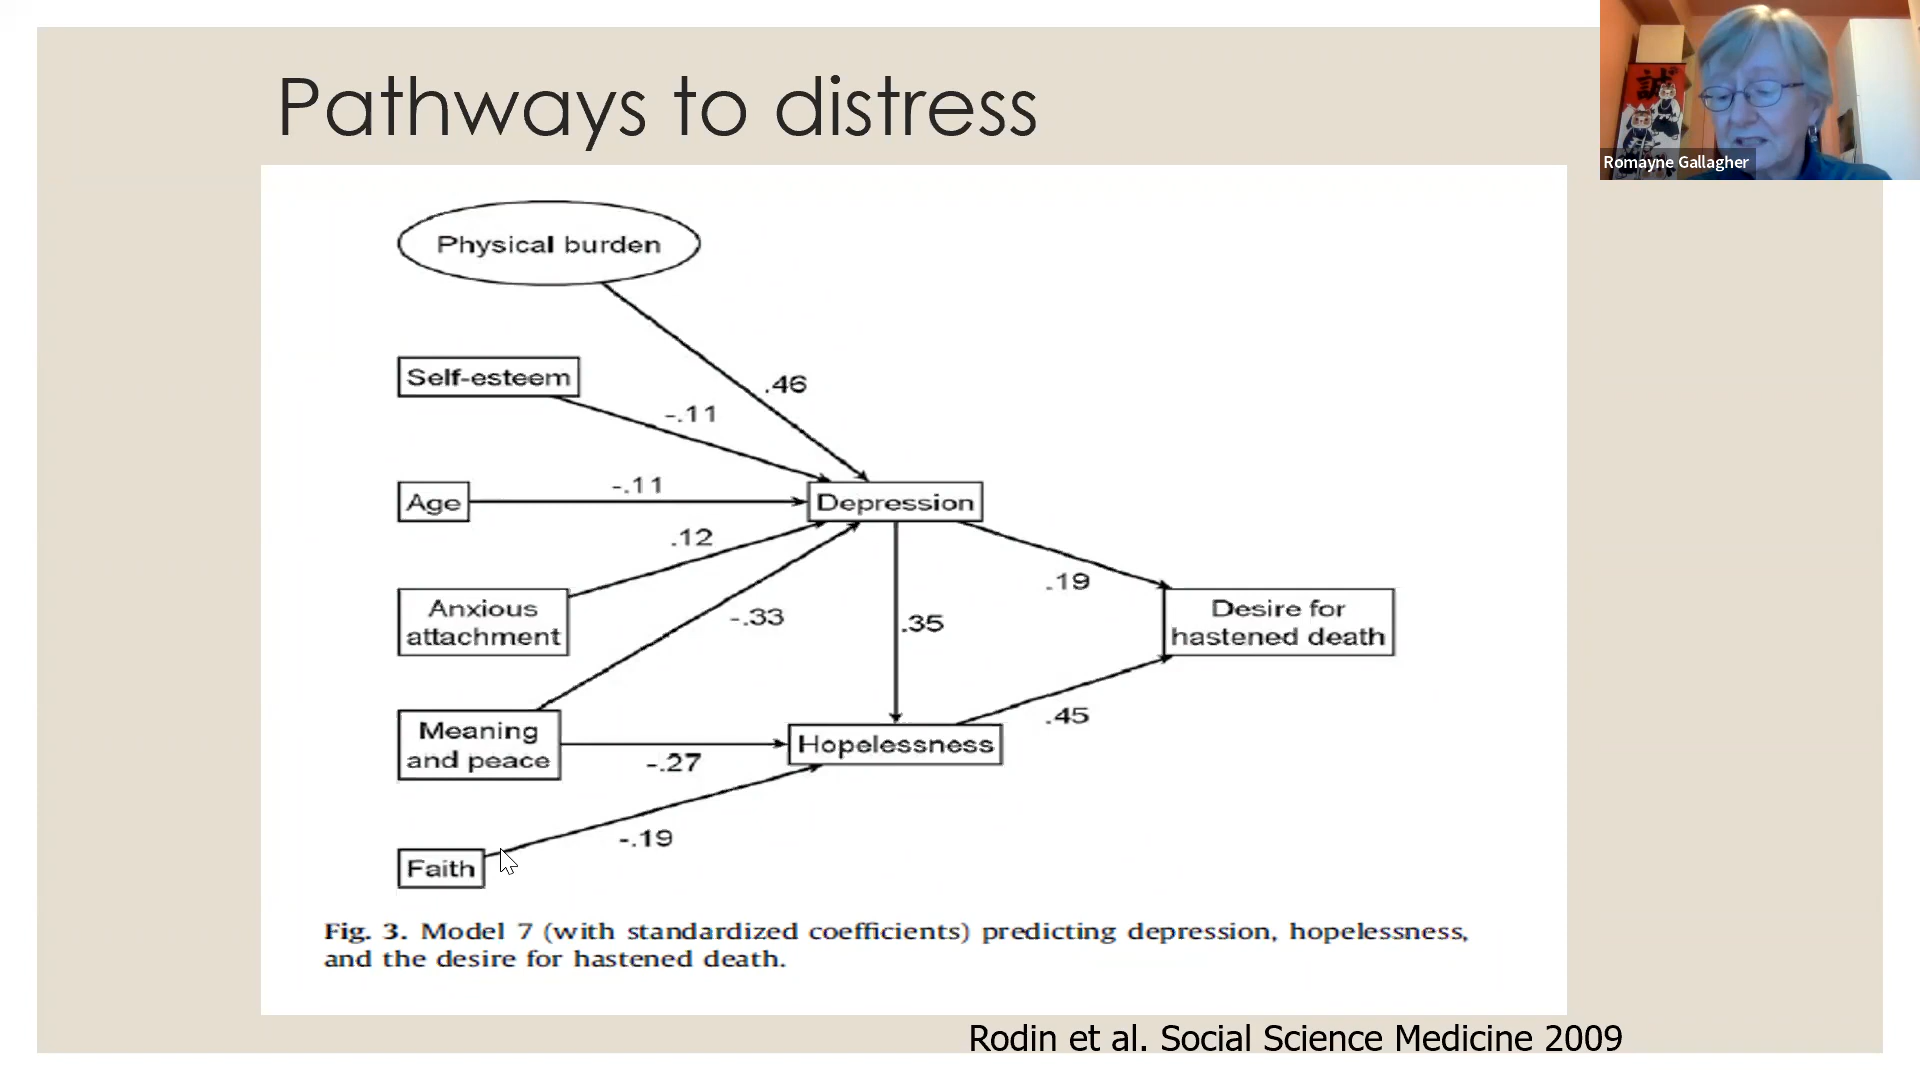 Pathways to distress
誠
Romayne Gallagher
Physical burden
Self-esteem
.46
-.11
Age
-.11
Depression
.12
Anxious
attachment
-.33
.35
.19
Desire for
hastened death
Meaning
and peace
-.27
Hopelessness
.45
Faith
-.19
Fig. 3. Model 7 (with standardized coefficients) predicting depression, hopelessness,
and the desire for hastened death.
Rodin et al. Social Science Medicine 2009